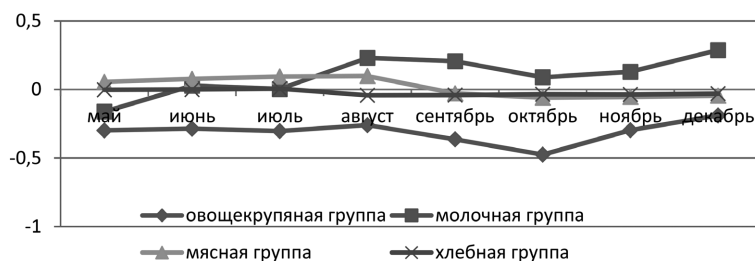 0,5
0
май июнь июль август сентябрь октябрь ноябрь декабрь
-0,5
-1
овощекрупяная группа молочная группа
мясная группа хлебная группа